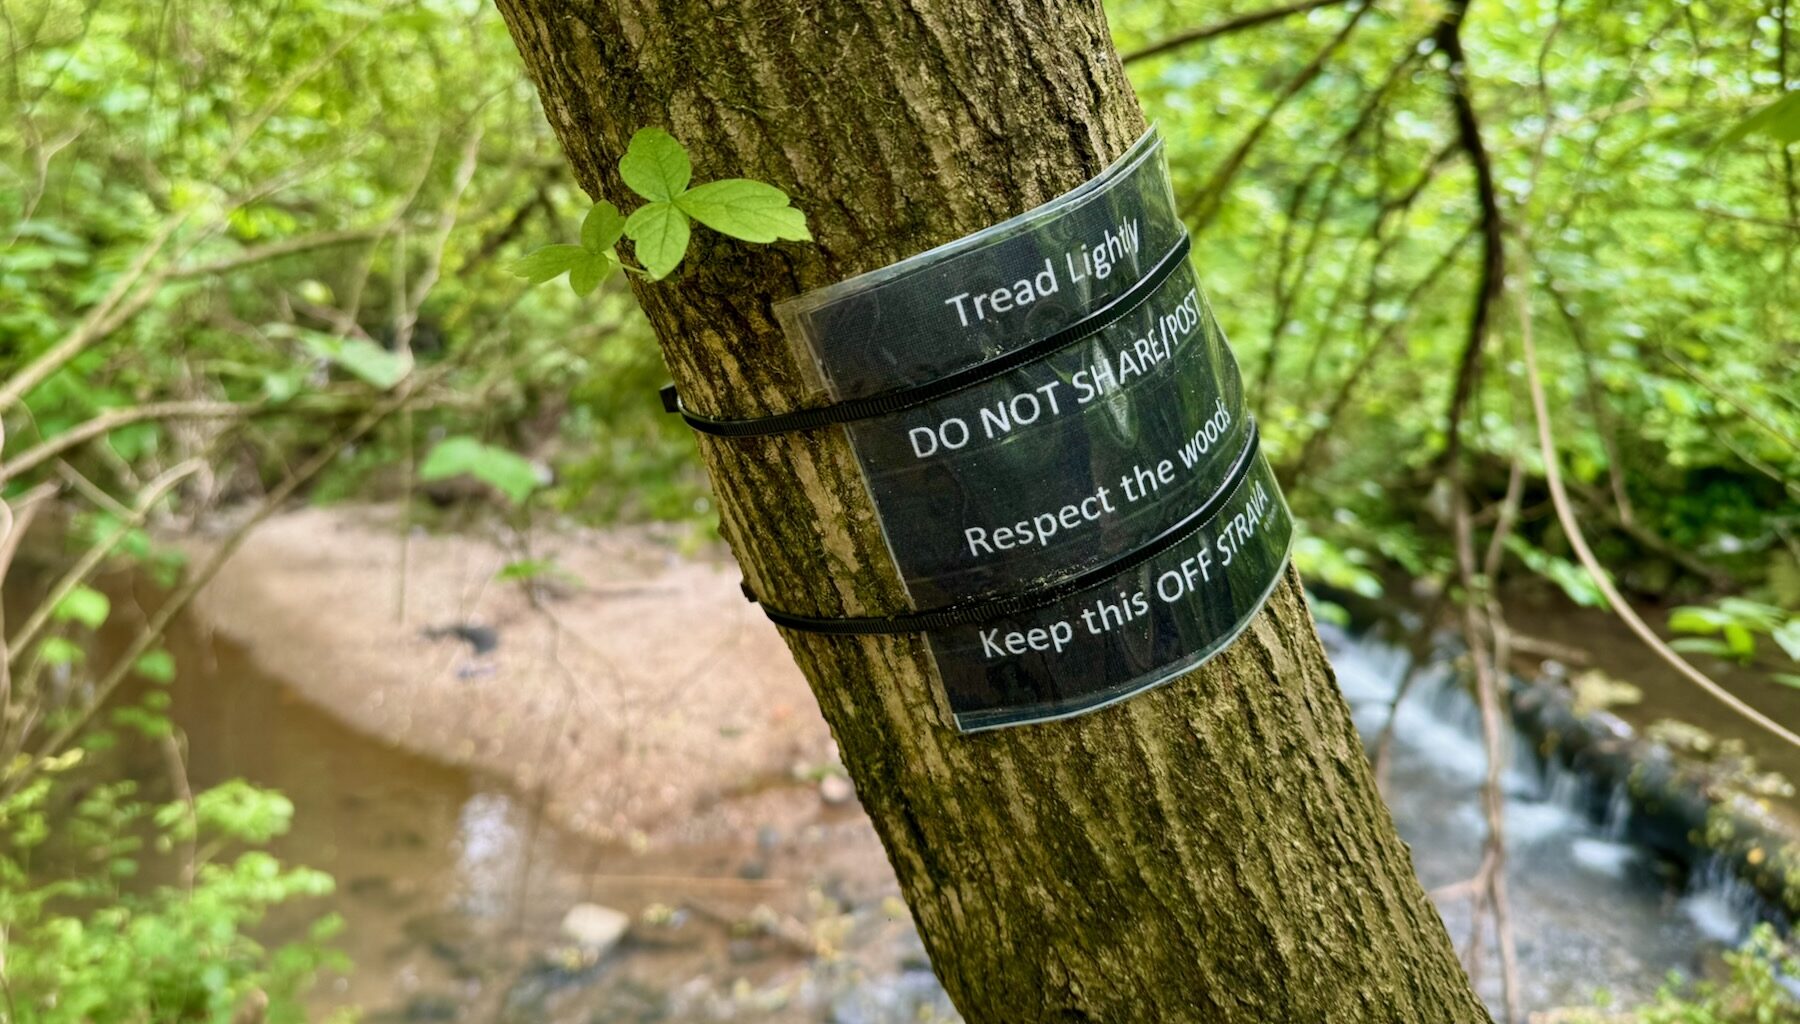 Tread Lightly
DO NOT SHARE/POST
Respect the woods
Keep this OFF STRAVA